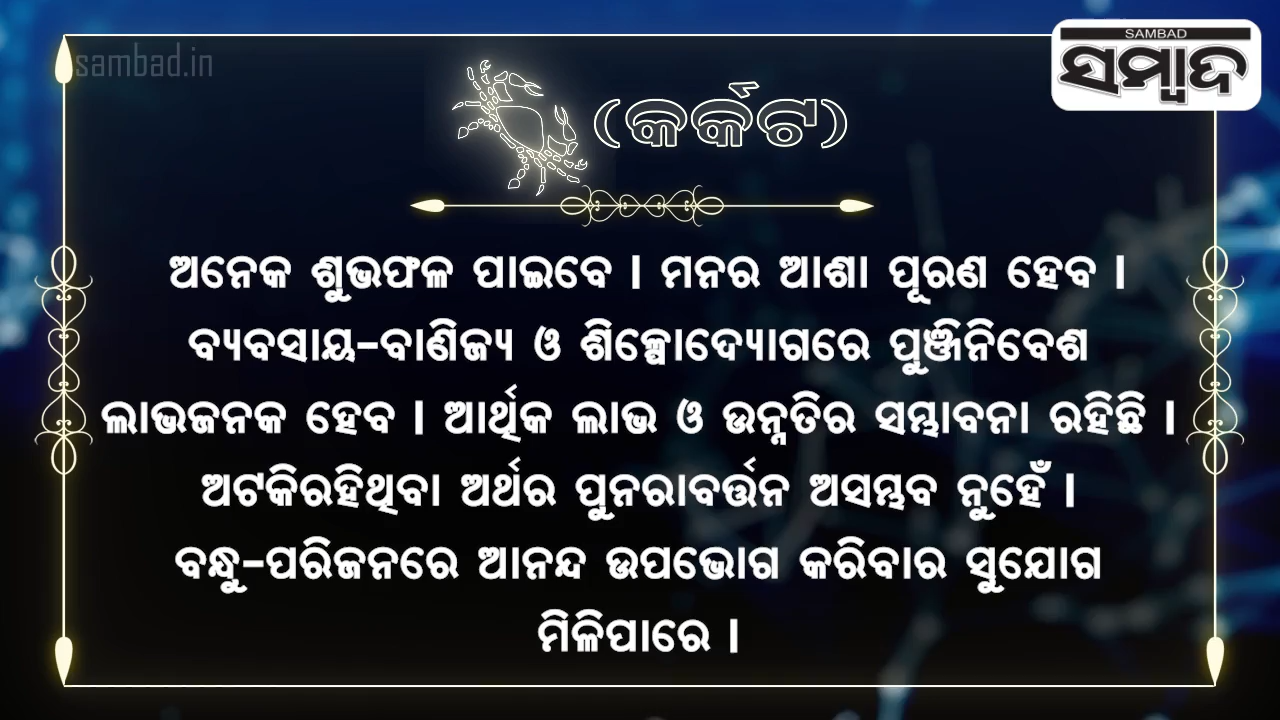 sambad.in
SAMBAD
ସମ୍ବାଦ
(କର୍କଟ)
ଅନେକ ଶୁଭଫଳ ପାଇବେ । ମନର ଆଶା ପୂରଣ ହେବ ।
ବ୍ୟବସାୟ-ବାଣିଜ୍ୟ ଓ ଶିଳ୍ପୋଦ୍ୟୋଗରେ ପୁଞ୍ଜିନିବେଶ
ଲାଭଜନକ ହେବ । ଆର୍ଥିକ ଲାଭ ଓ ଉନ୍ନତିର ସମ୍ଭାବନା ରହିଛି ।
ଅଟକିରହିଥିବା ଅର୍ଥର ପୁନରାବର୍ତ୍ତନ ଅସମ୍ଭବ ନୁହେଁ ।
ବନ୍ଧୁ-ପରିଜନରେ ଆନନ୍ଦ ଉପଭୋଗ କରିବାର ସୁଯୋଗ
ମିଳିପାରେ ।